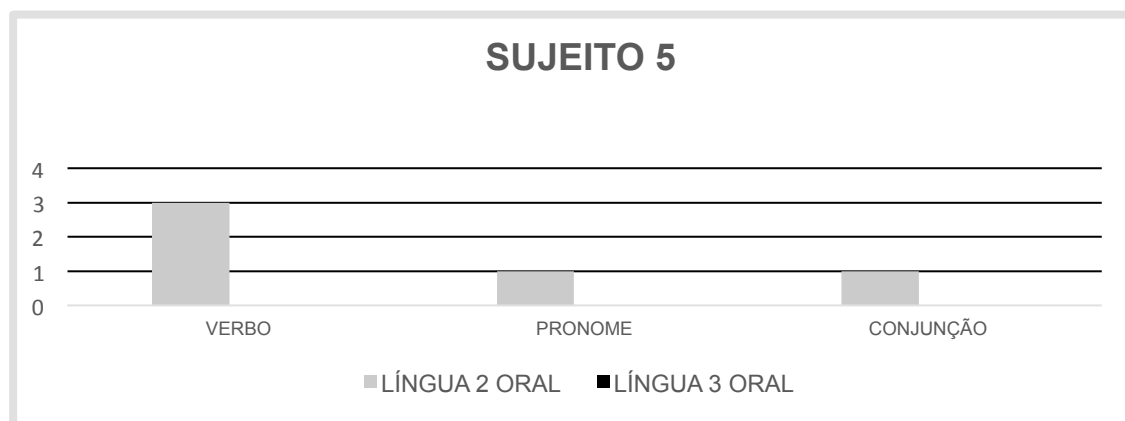 SUJEITO 5
4
3
2
1
0
VERBO PRONOME CONJUNÇÃO
LÍNGUA 2 ORAL LÍNGUA 3 ORAL